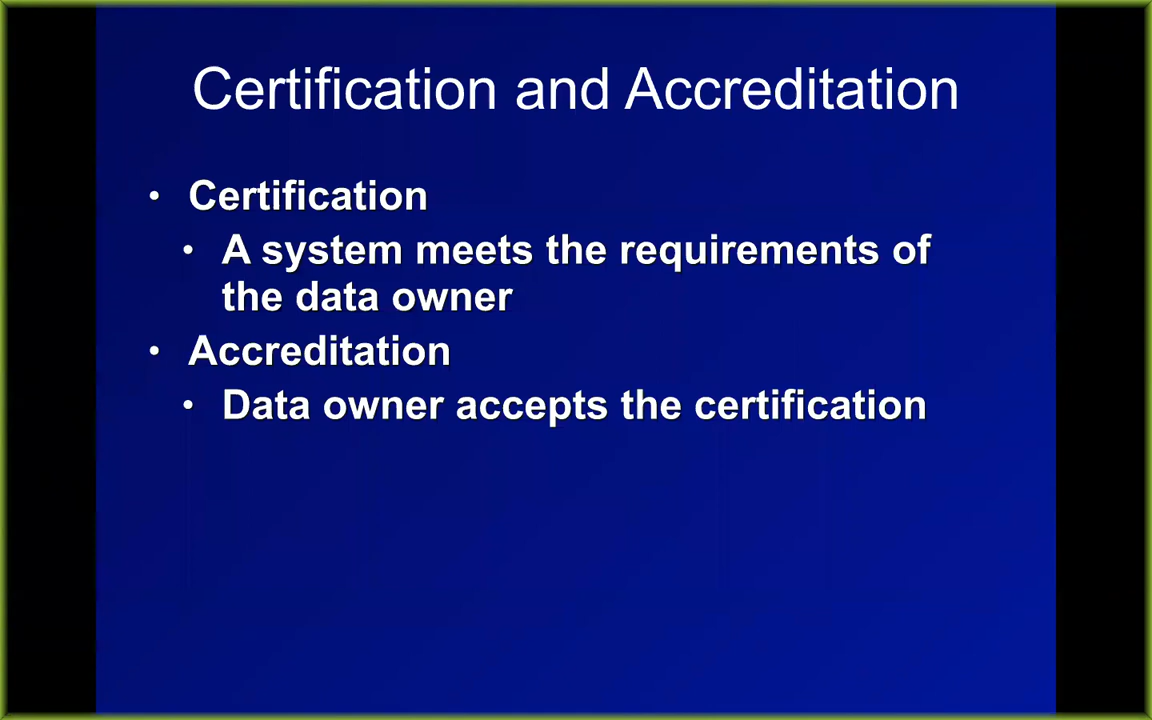 Certification and Accreditation
• Certification
• A system meets the requirements of
the data owner
• Accreditation
• Data owner accepts the certification